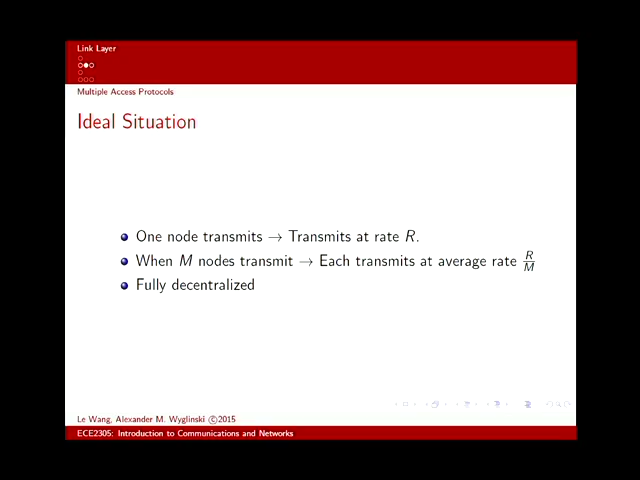 Link Layer
Multiple Access Protocols
Ideal Situation
One node transmits → Transmits at rate R.
When M nodes transmit → Each transmits at average rate R/M
Fully decentralized
Le Wang, Alexander M. Wyglinski ©2015
ECE2305: Introduction to Communications and Networks